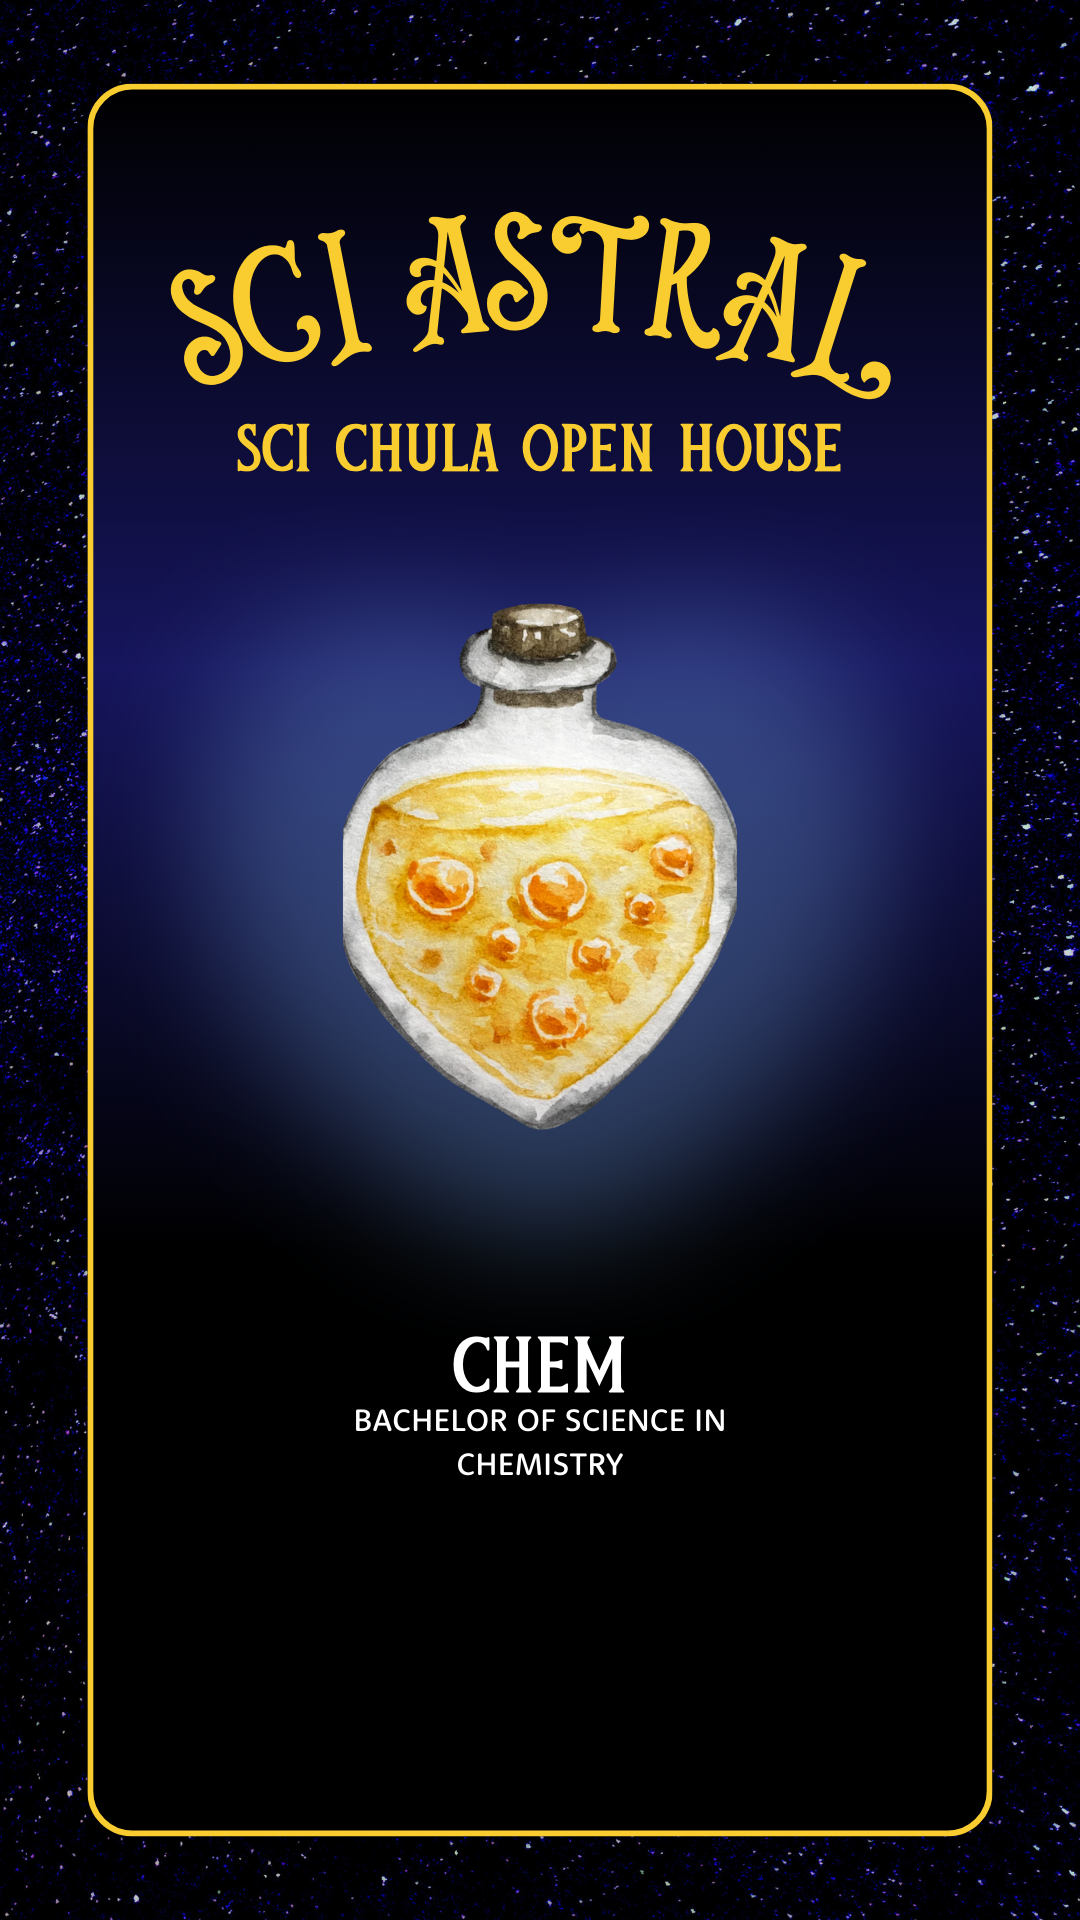 SCI ASTRAL
SCI CHULA OPEN HOUSE
CHEM
BACHELOR OF SCIENCE IN
CHEMISTRY